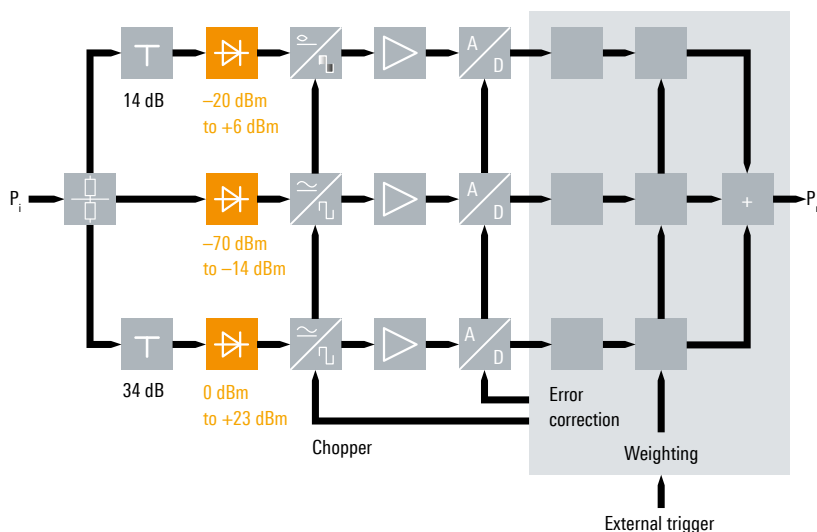 A
D
14 dB
–20 dBm
to +6 dBm
P
i
A
D
+
P
–70 dBm
to –14 dBm
A
D
34 dB
0 dBm
to +23 dBm
Error
correction
Chopper
Weighting
External trigger